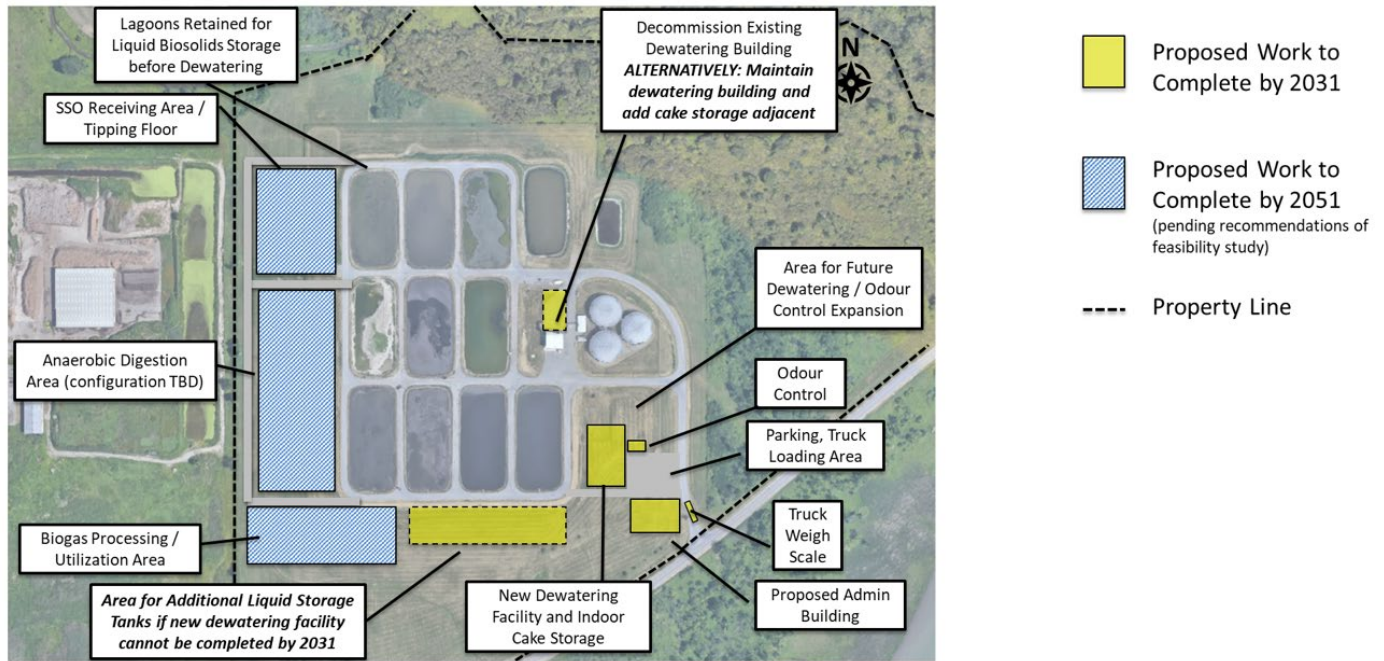 Lagoons Retained for
Liquid Biosolids Storage
before Dewatering
SSO Receiving Area /
Tipping Floor
Decommission Existing
Dewatering Building
ALTERNATIVELY: Maintain
dewatering building and
add cake storage adjacent
N
Area for Future
Dewatering / Odour
Control Expansion
Anaerobic Digestion
Area (configuration TBD)
Odour
Control
Parking, Truck
Loading Area
Biogas Processing /
Utilization Area
Truck
Weigh
Scale
Area for Additional Liquid Storage
Tanks if new dewatering facility
cannot be completed by 2031
New Dewatering
Facility and Indoor
Cake Storage
Proposed Admin
Building
Proposed Work to
Complete by 2031
Proposed Work to
Complete by 2051
(pending recommendations of
feasibility study)
Property Line